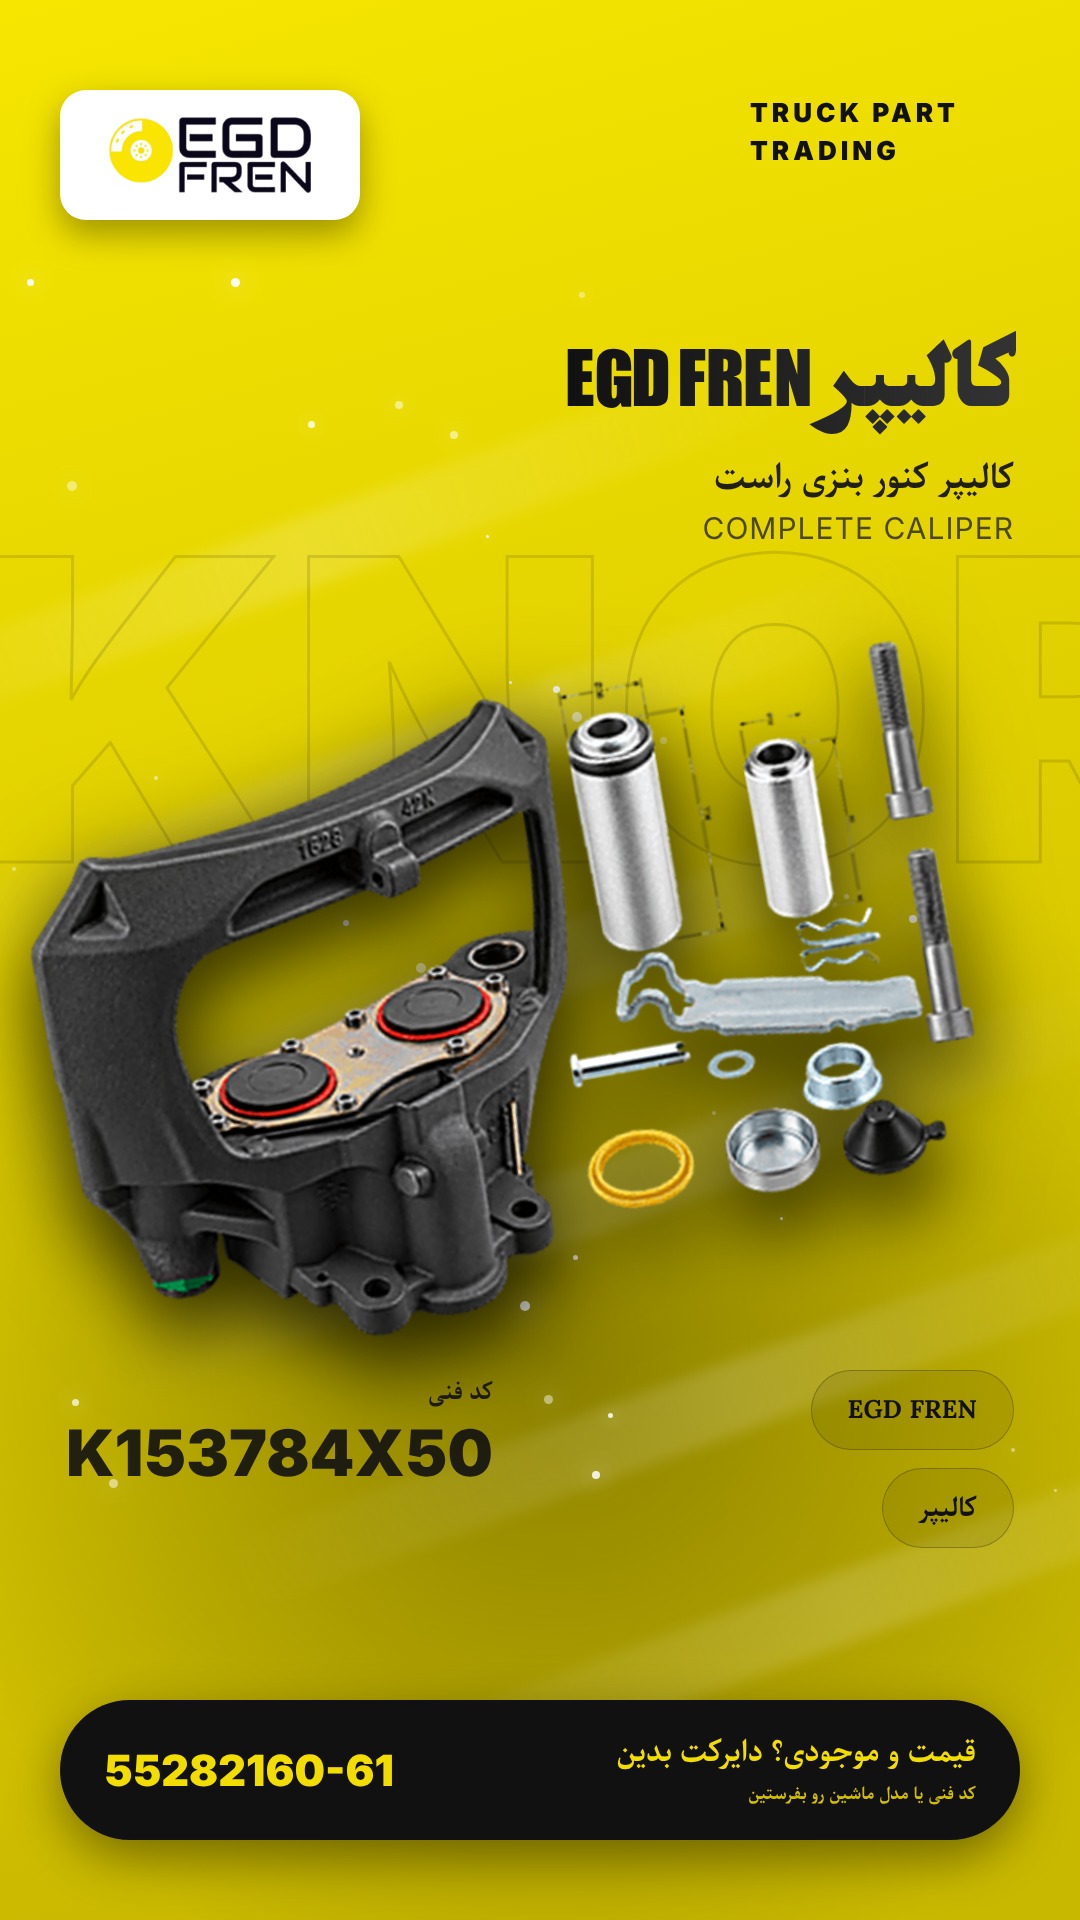 EGD
FREN
TRUCK PART
TRADING
کالیپر EGD FREN
کالیپر کنور بنزی راست
COMPLETE CALIPER
KNOR
1628
42K
کد فنی
K153784X50
EGD FREN
کالیپر
قیمت و موجودی؟ دایرکت بدین
کد فنی یا مدل ماشین رو بفرستین
55282160-61